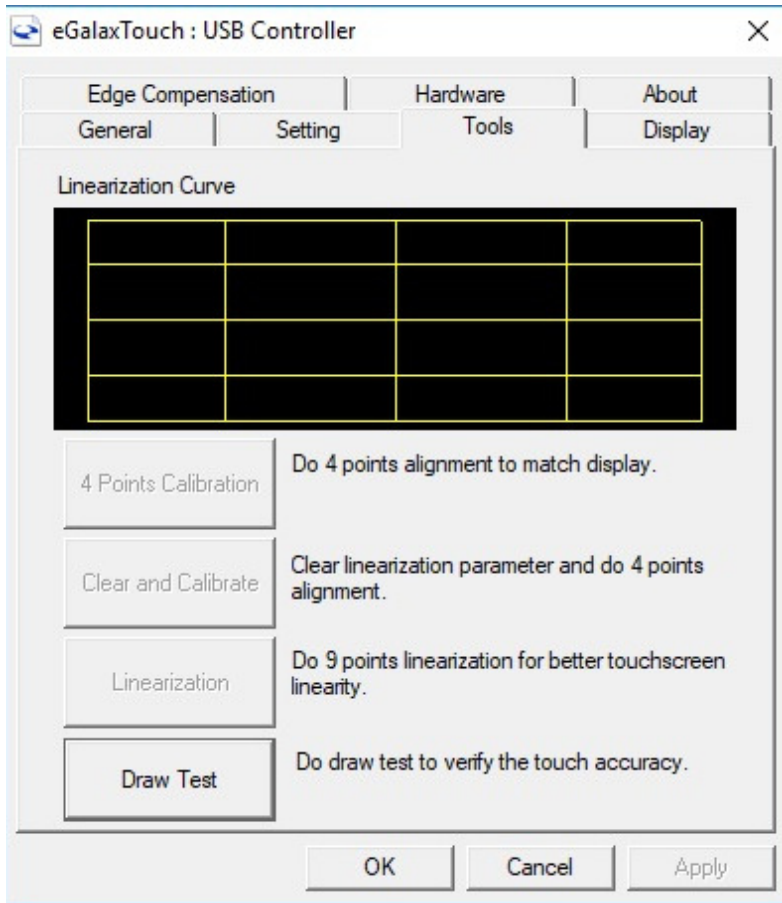 eGalaxTouch : USB Controller
Edge Compensation Hardware About
General Setting Tools Display
Linearization Curve
4 Points Calibration
Do 4 points alignment to match display.
Clear and Calibrate
Clear linearization parameter and do 4 points
alignment.
Linearization
Do 9 points linearization for better touchscreen
linearity.
Draw Test
Do draw test to verify the touch accuracy.
OK Cancel Apply